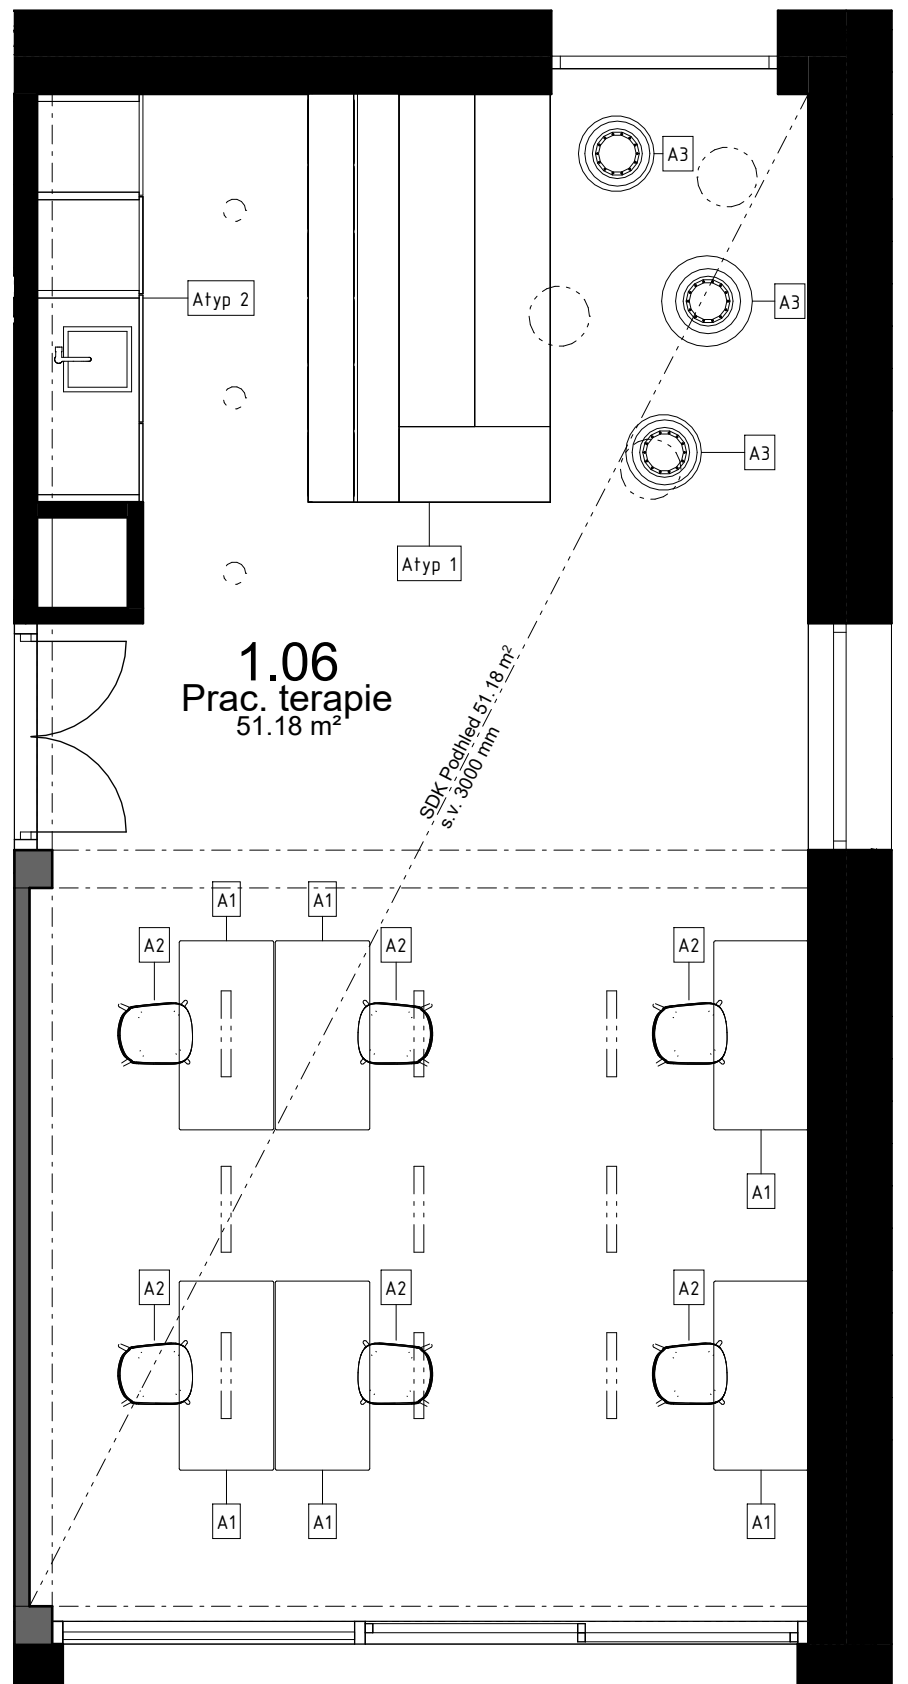 A3
Atyp 2
A3
A3
Atyp 1
1.06
Prac. terapie
51.18 m²
SDK Podhled 51.18 m²
s.v. 3000 mm
A1
A1
A2
A2
A2
A1
A2
A2
A2
A1
A1
A1